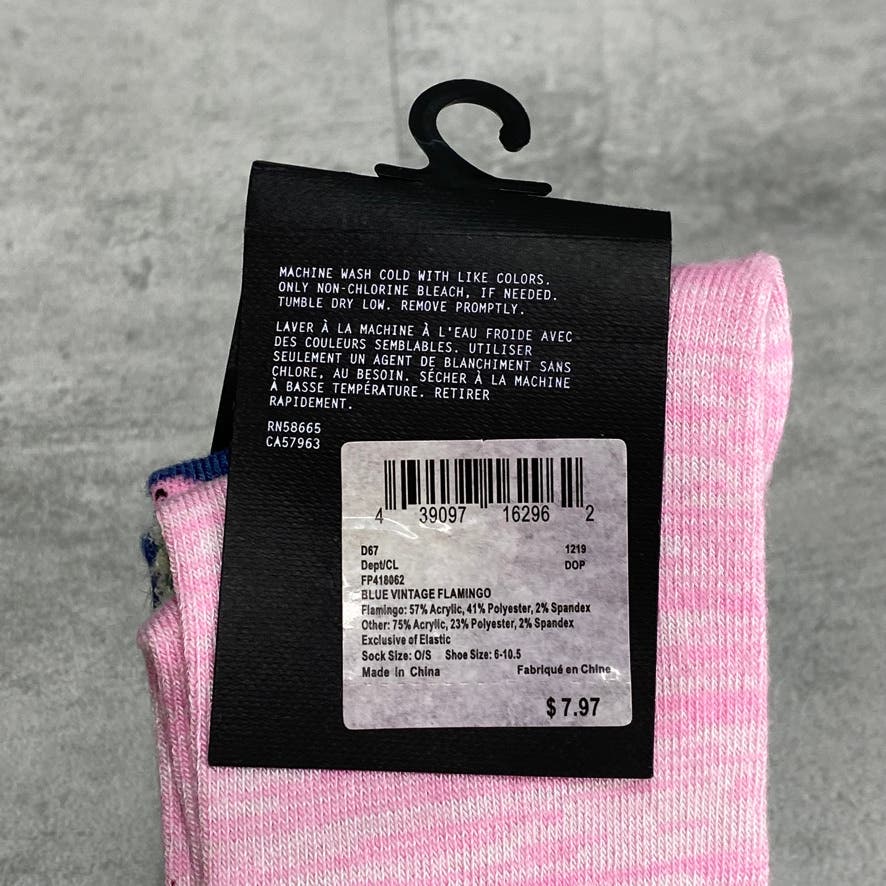 MACHINE WASH COLD WITH LIKE COLORS.
ONLY NON-CHLORINE BLEACH, IF NEEDED.
TUMBLE DRY LOW. REMOVE PROMPTLY.
LAVER À LA MACHINE À L'EAU FROIDE AVEC
DES COULEURS SEMBLABLES. UTILISER
SEULEMENT UN AGENT DE BLANCHIMENT SANS
CHLORE, AU BESOIN. SÉCHER À LA MACHINE
À BASSE TEMPÉRATURE. RETIRER
RAPIDEMENT.
RN58665
CA57963
4 39097 16296 2
D67 1219
Dept/CL DOP
FP418062
BLUE VINTAGE FLAMINGO
Flamingo: 57% Acrylic, 41% Polyester, 2% Spandex
Other: 75% Acrylic, 23% Polyester, 2% Spandex
Exclusive of Elastic
Sock Size: O/S Shoe Size: 6-10.5
Made in China Fabriqué en Chine
$ 7.97